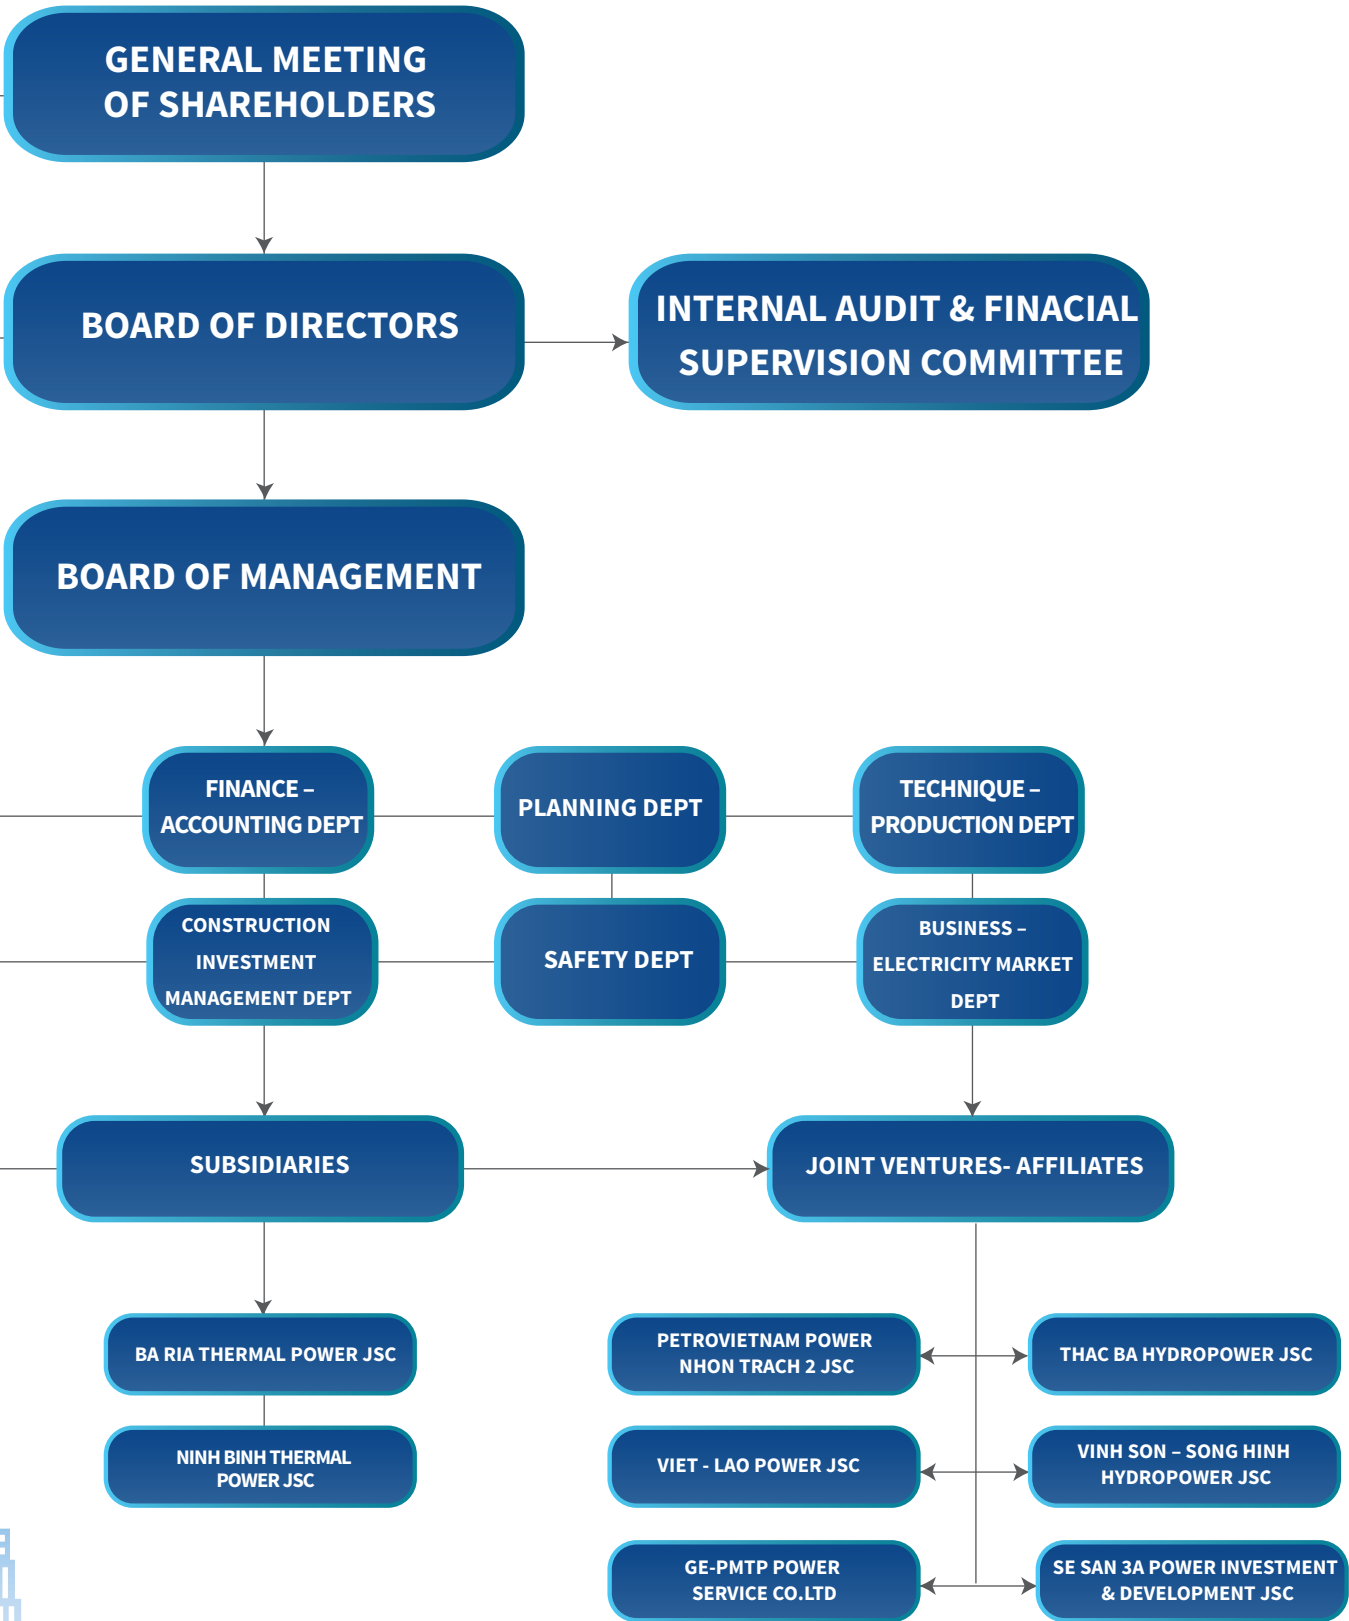 GENERAL MEETING
OF SHAREHOLDERS
BOARD OF DIRECTORS
INTERNAL AUDIT & FINACIAL
SUPERVISION COMMITTEE
BOARD OF MANAGEMENT
FINANCE –
ACCOUNTING DEPT
PLANNING DEPT
TECHNIQUE –
PRODUCTION DEPT
CONSTRUCTION
INVESTMENT
MANAGEMENT DEPT
SAFETY DEPT
BUSINESS –
ELECTRICITY MARKET
DEPT
SUBSIDIARIES
JOINT VENTURES- AFFILIATES
BA RIA THERMAL POWER JSC
PETROVIETNAM POWER
NHON TRACH 2 JSC
THAC BA HYDROPOWER JSC
NINH BINH THERMAL
POWER JSC
VIET - LAO POWER JSC
VINH SON – SONG HINH
HYDROPOWER JSC
GE-PMTP POWER
SERVICE CO.LTD
SE SAN 3A POWER INVESTMENT
& DEVELOPMENT JSC